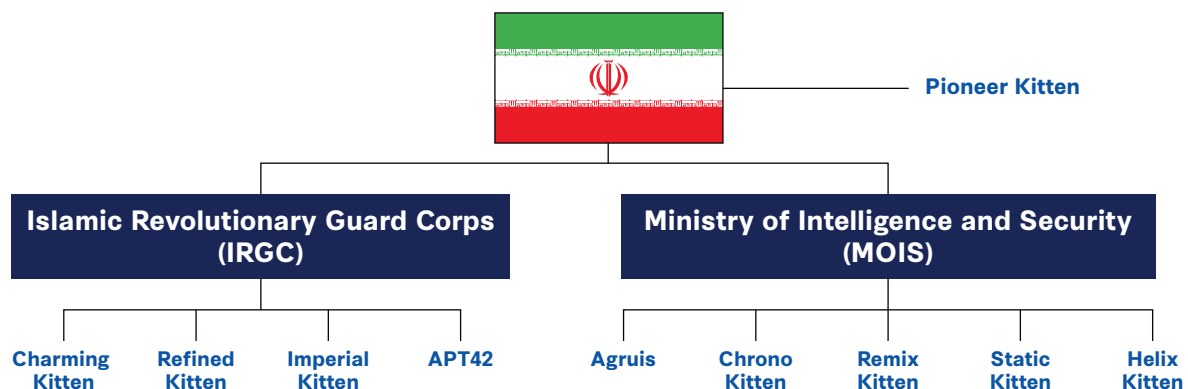 Pioneer Kitten
Islamic Revolutionary Guard Corps
(IRGC)
Ministry of Intelligence and Security
(MOIS)
Charming
Kitten
Refined
Kitten
Imperial
Kitten
APT42
Agruis
Chrono
Kitten
Remix
Kitten
Static
Kitten
Helix
Kitten